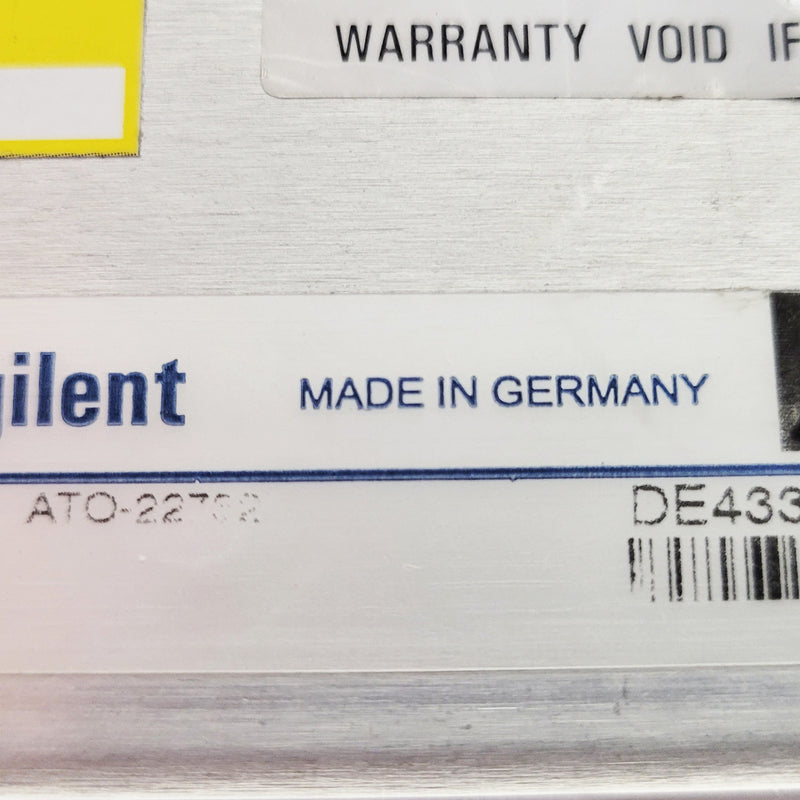 WARRANTY VOID IF
gilent
MADE IN GERMANY
DE433